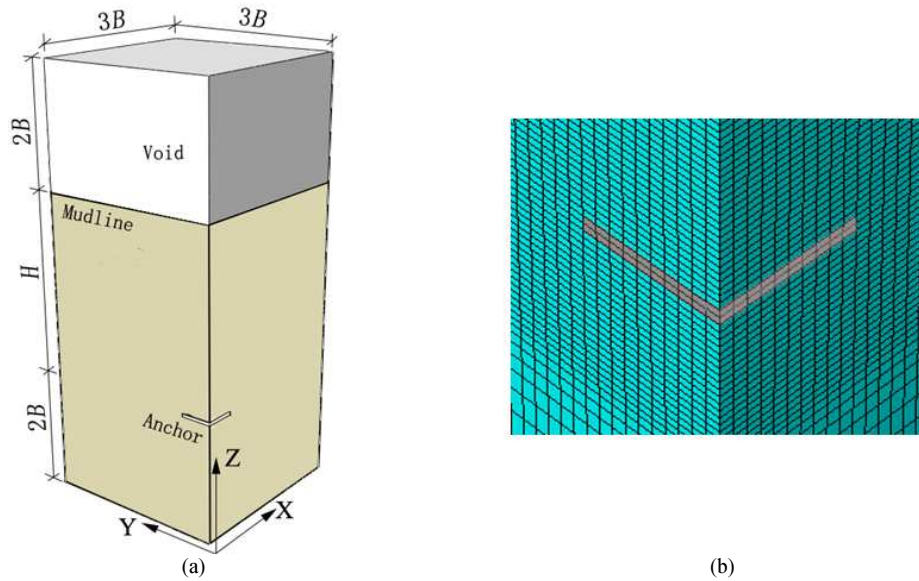 3B
3B
2B
Void
Mudline
H
2B
Anchor
Z
Y
X
(a)
(b)